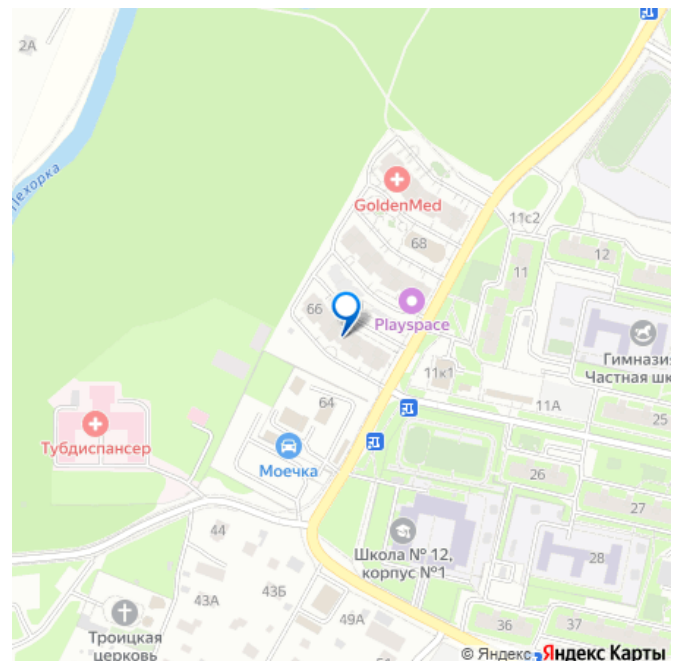 2А
Пехорка
GoldenMed
11с2
68
12
11
66
Playspace
Гимназия
Частная шк
11к1
64
11А
25
Тубдиспансер
Моечка
26
27
44
Школа № 12,
корпус №1
28
43А
43Б
49А
36
37
Троицкая
церковь
© Яндекс Яндекс Карты